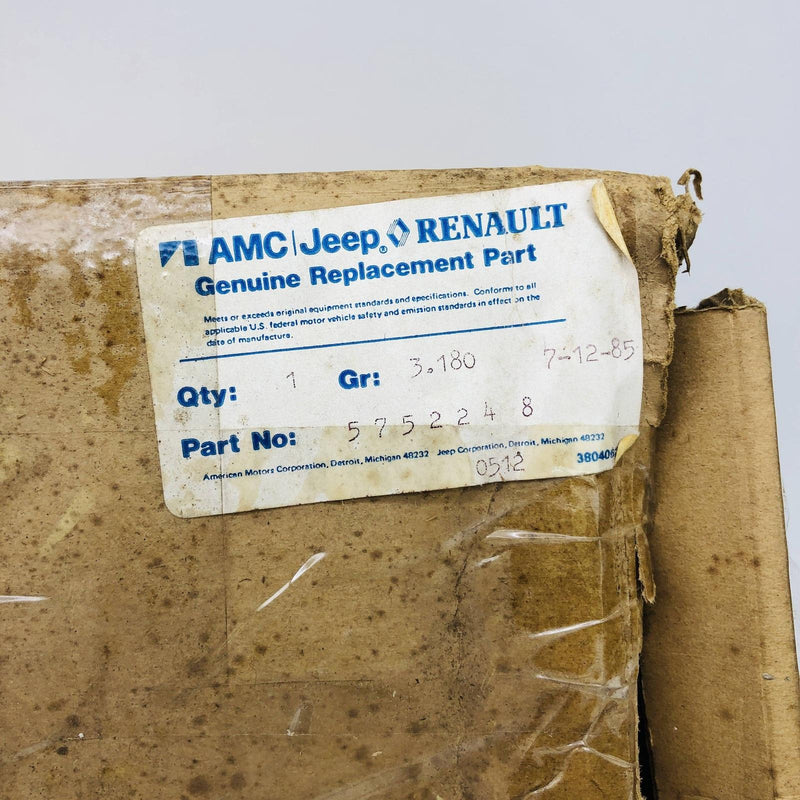 AMC|Jeep® RENAULT
Genuine Replacement Part
Meets or exceeds original equipment standards and specifications. Conforms to all
applicable U.S. federal motor vehicle safety and emission standards in effect on the
date of manufacture.
Qty: 1 Gr: 3.180 7-12-85
Part No: 5752248
American Motors Corporation, Detroit, Michigan 48232 Jeep Corporation, Detroit, Michigan 48232
0512